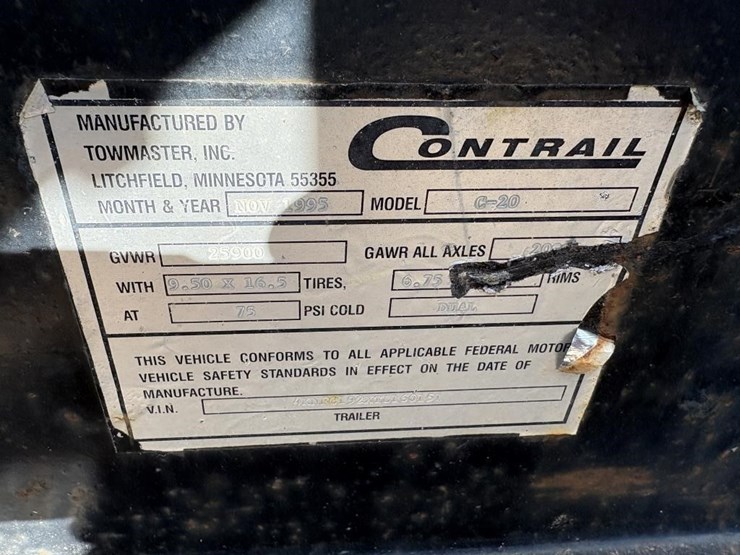 MANUFACTURED BY
TOWMASTER, INC.
LITCHFIELD, MINNESOTA 55355
CONTRAIL
MONTH & YEAR NOV 1995 MODEL C-20
GVWR 25900 GAWR ALL AXLES
WITH 9.50 X 16.5 TIRES, 6.75 RIMS
AT 75 PSI COLD DUAL
THIS VEHICLE CONFORMS TO ALL APPLICABLE FEDERAL MOTOR
VEHICLE SAFETY STANDARDS IN EFFECT ON THE DATE OF
MANUFACTURE.
V.I.N.
TRAILER